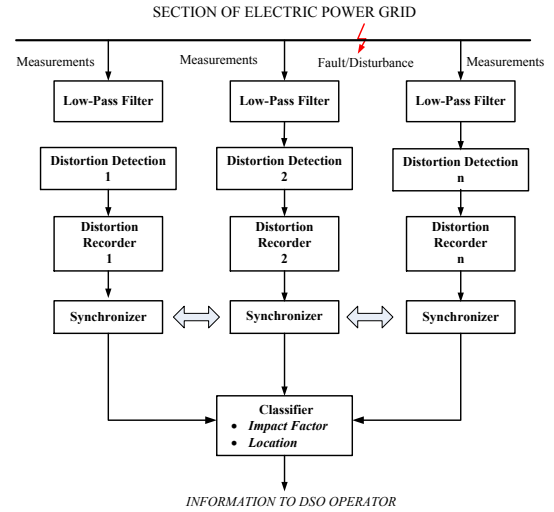 SECTION OF ELECTRIC POWER GRID
Measurements
Measurements
Fault/Disturbance
Measurements
Low-Pass Filter
Low-Pass Filter
Low-Pass Filter
Distortion Detection
1
Distortion Detection
2
Distortion Detection
n
Distortion
Recorder
1
Distortion
Recorder
2
Distortion
Recorder
n
Synchronizer
Synchronizer
Synchronizer
Classifier
• Impact Factor
• Location
INFORMATION TO DSO OPERATOR